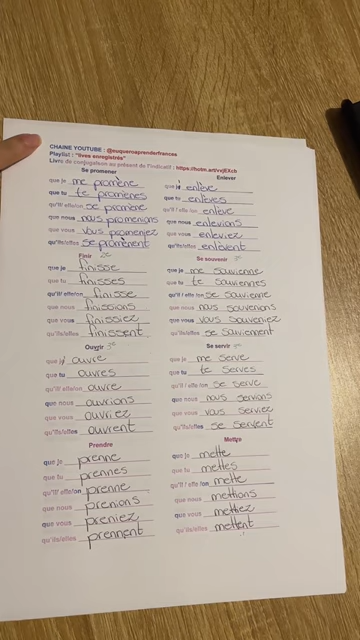 CHAINE YOUTUBE : @euqueroaprenderfrances
Playlist : "lives enregistrés"
Livre de conjugaison au présent de l'indicatif : https://hotm.art/vvjEXcb
Se promener
que je me promène
que tu te promènes
qu'il/ elle/on se promène
que nous nous promenions
que vous vous promeniez
qu'ils/elles se promènent
Enlever
que j' enlève
que tu enlèves
qu'il / elle /on enlève
que nous enlevions
que vous enleviez
qu'ils/elles enlèvent
Finir 2e
que je finisse
que tu finisses
qu'il/ elle/on finisse
que nous finissions
que vous finissiez
qu'ils/elles finissent
Se souvenir
que je me souvienne
que tu te souviennes
qu'il / elle /on se souvienne
que nous nous souvenions
que vous vous souveniez
qu'ils/elles se souviennent
Ouvrir 3e
que j' ouvre
que tu ouvres
qu'il/ elle/on ouvre
que nous ouvrions
que vous ouvriez
qu'ils/elles ouvrent
Se servir
que je me serve
que tu te serves
qu'il / elle /on se serve
que nous nous servions
que vous vous serviez
qu'ils/elles se servent
Prendre
que je prenne
que tu prennes
qu'il/ elle/on prenne
que nous prenions
que vous preniez
qu'ils/elles prennent
Mettre
que je mette
que tu mettes
qu'il / elle /on mette
que nous mettions
que vous mettiez
qu'ils/elles mettent